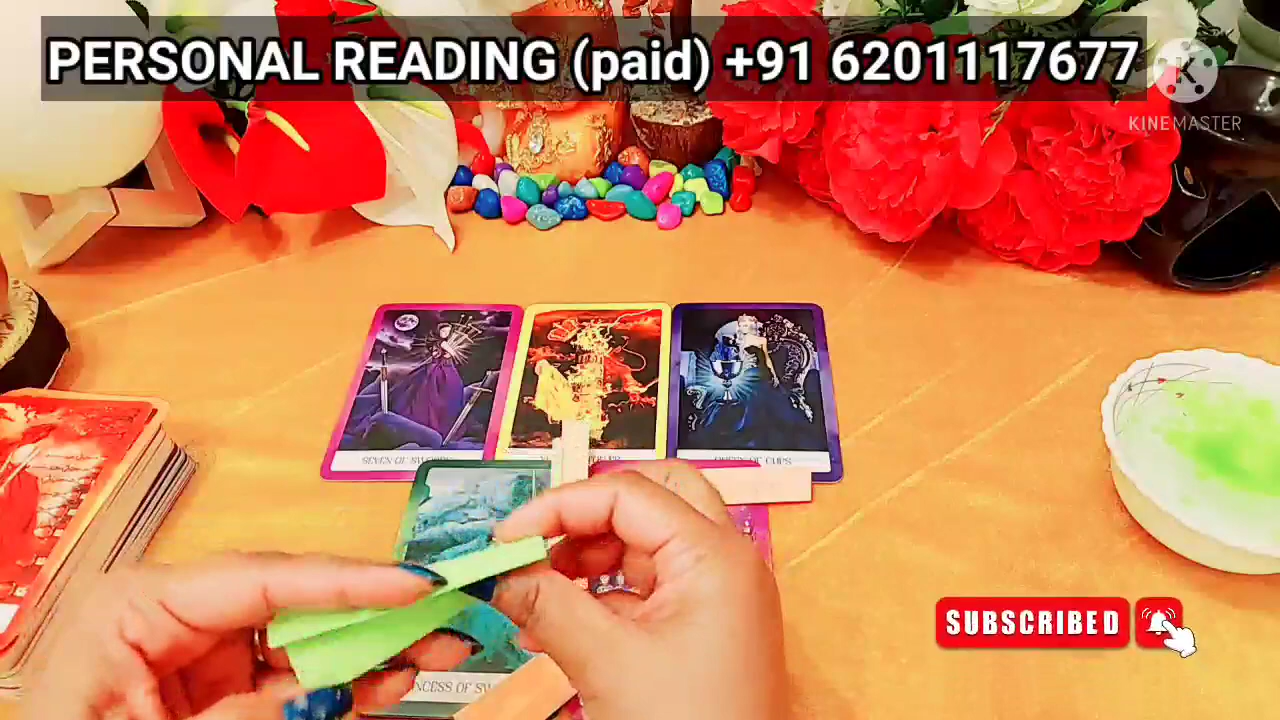 PERSONAL READING (paid) +91 6201117677
KINEMASTER
SEVEN OF SWORDS
QUEEN OF CUPS
SUBSCRIBED